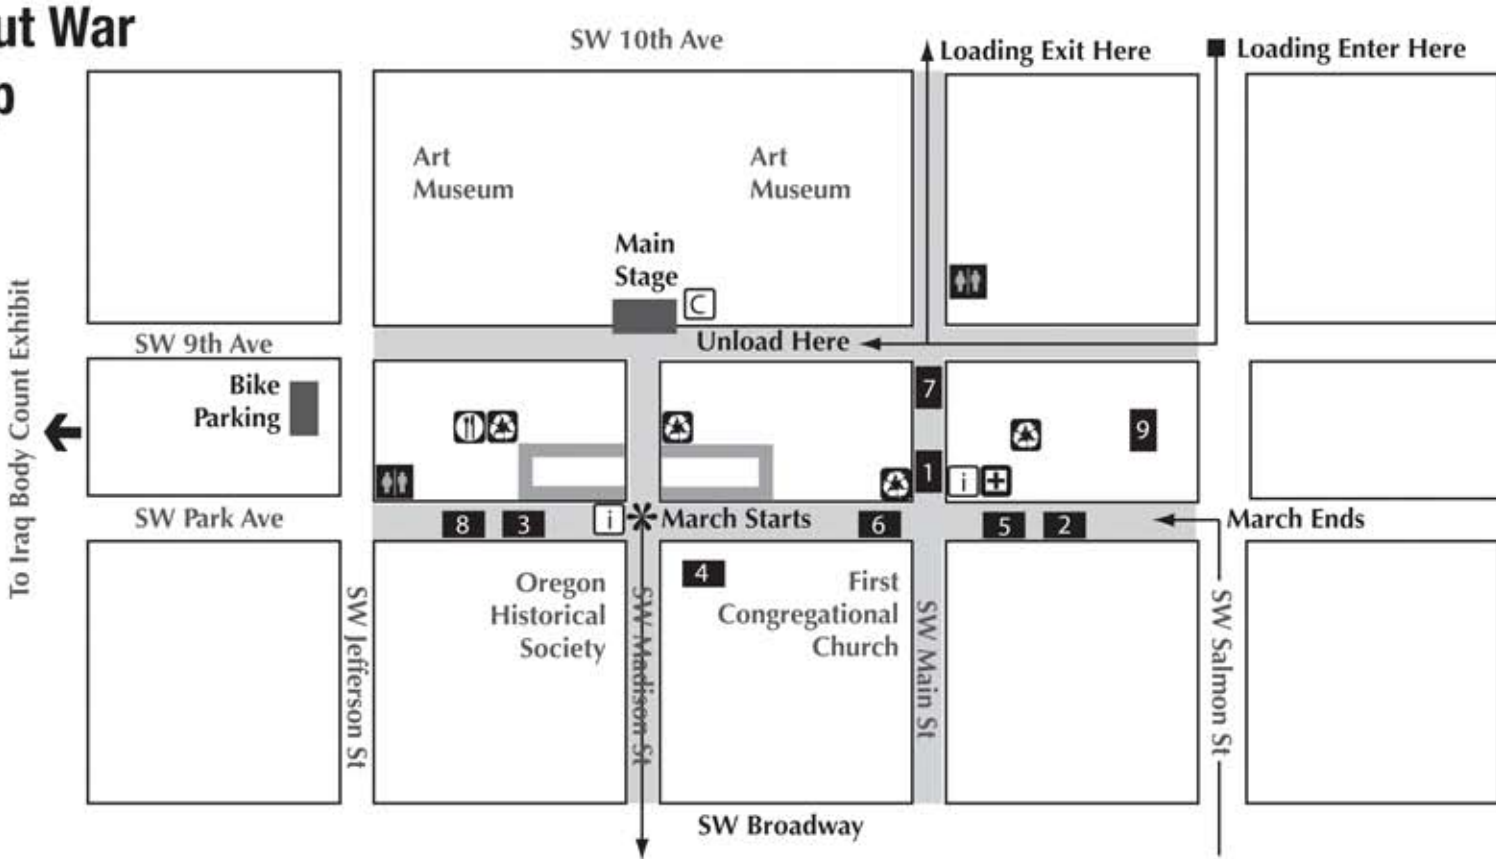 ut War
p
SW 10th Ave
Loading Exit Here
Loading Enter Here
Art
Museum
Art
Museum
Main
Stage
C
Unload Here
SW 9th Ave
To Iraq Body Count Exhibit
Bike
Parking
7
9
1
i
SW Park Ave
8
3
i
March Starts
6
5
2
March Ends
4
Oregon
Historical
Society
First
Congregational
Church
SW Jefferson St
SW Madison St
SW Main St
SW Salmon St
SW Broadway